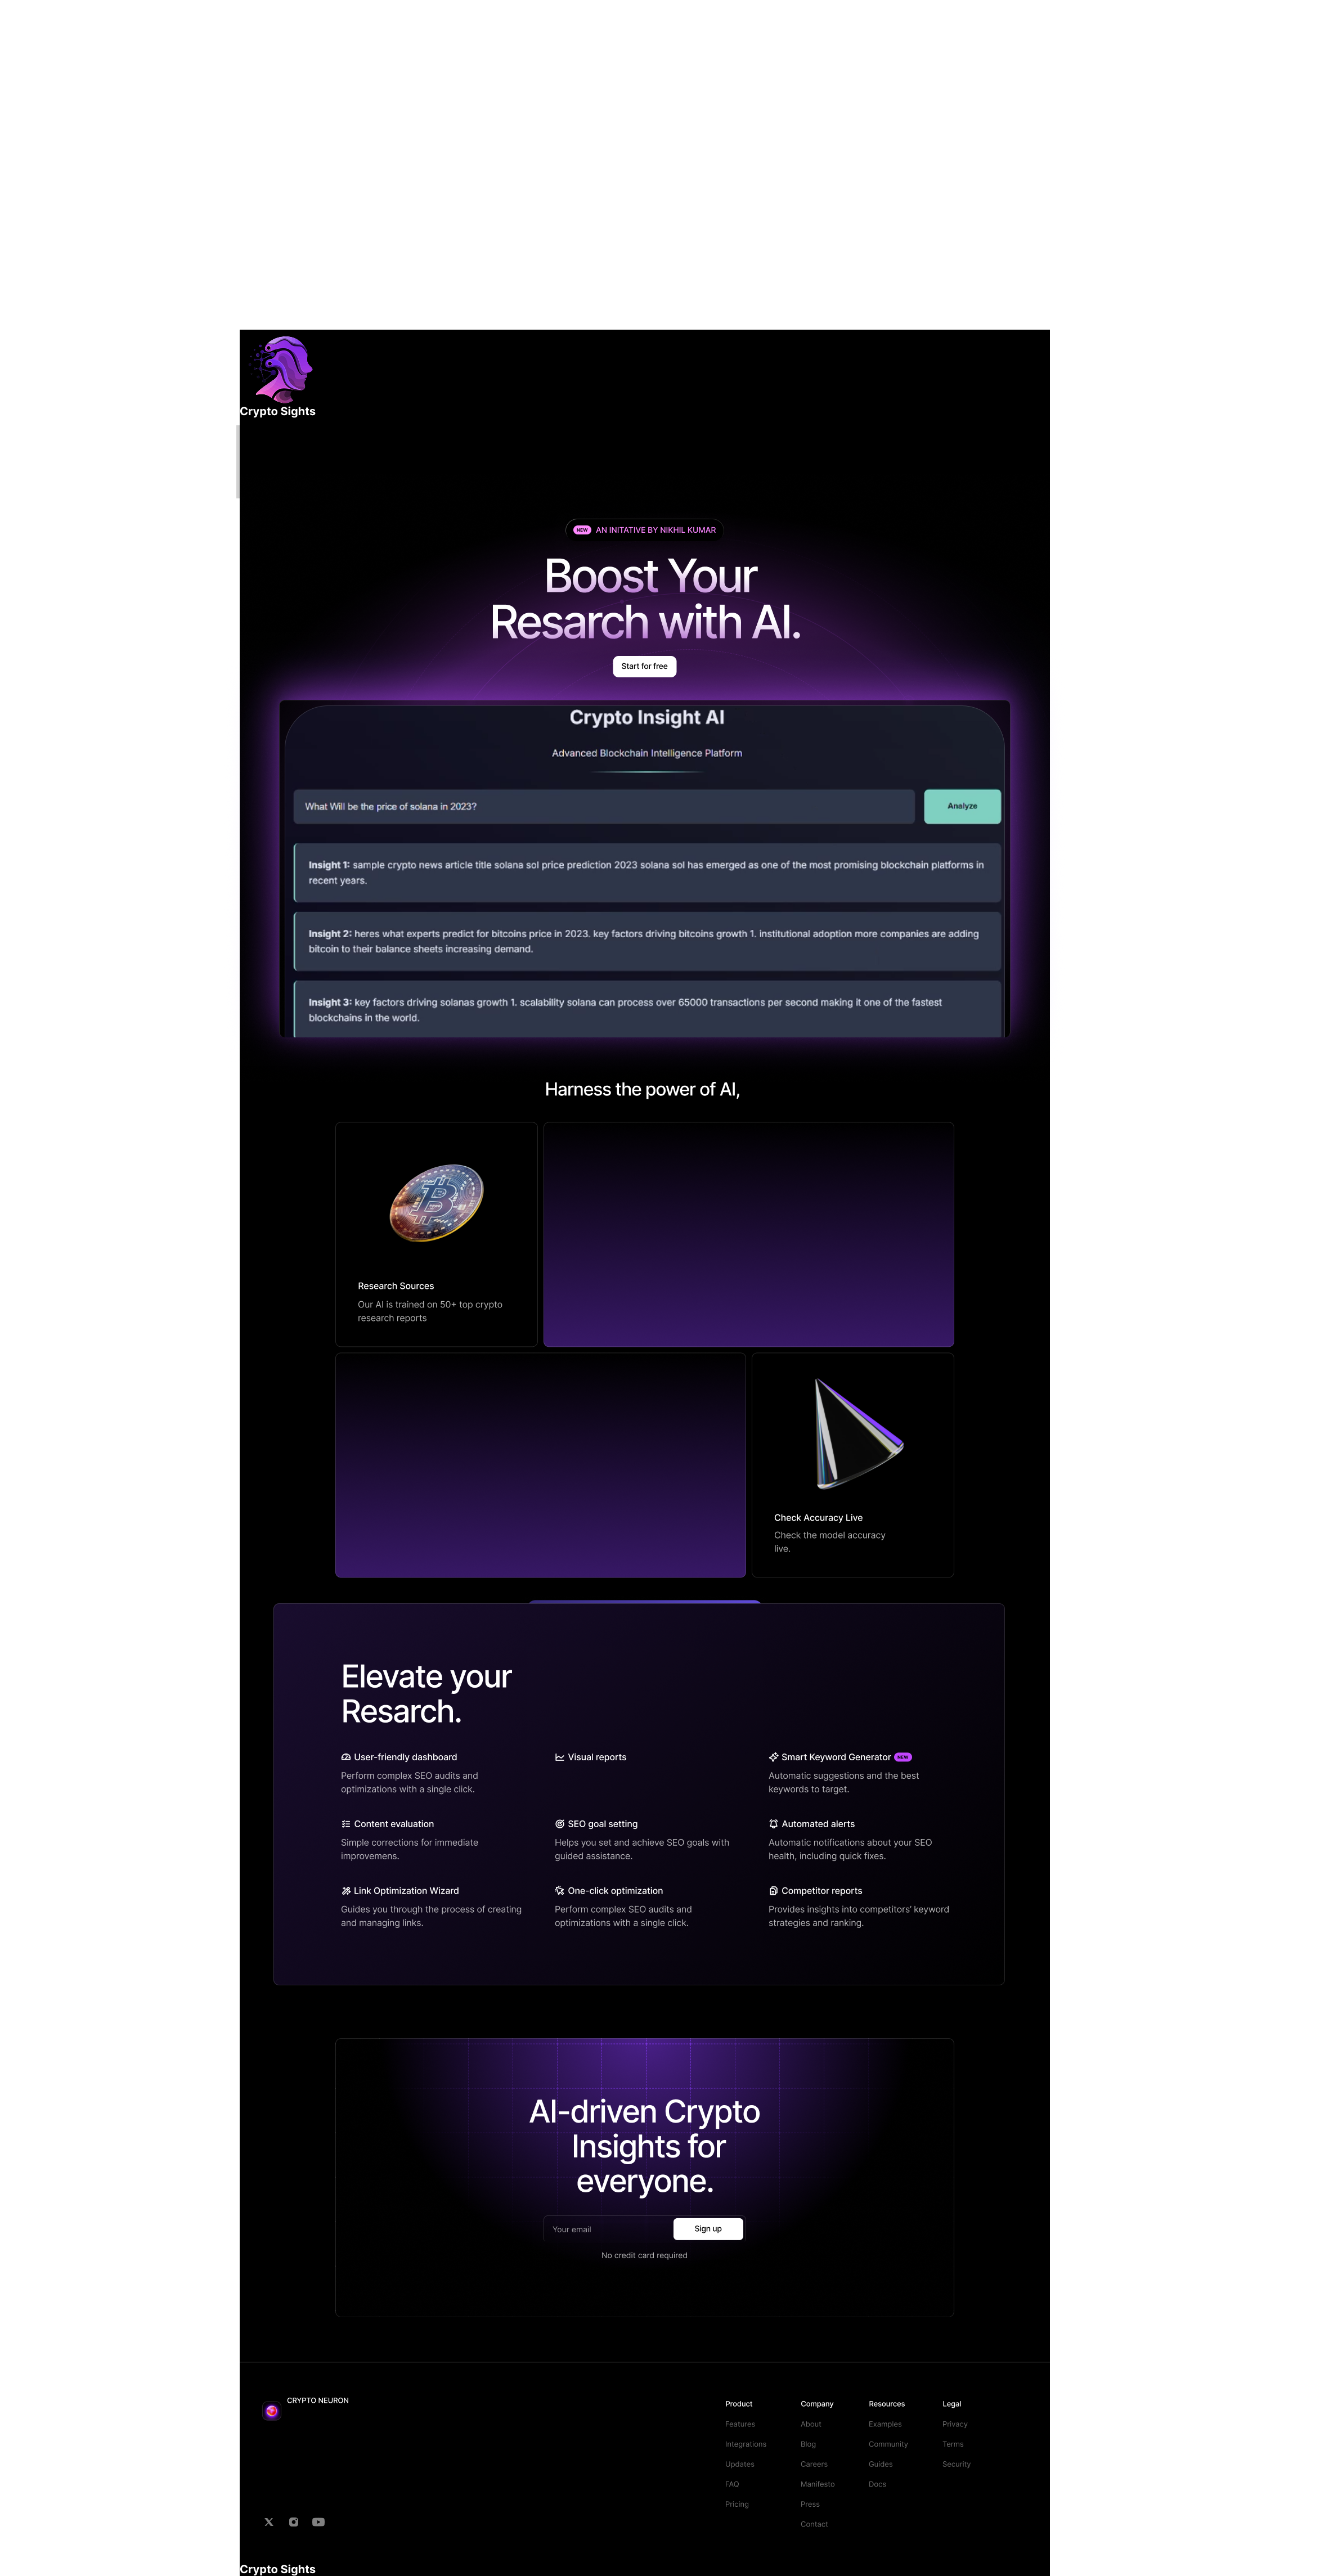 Crypto Sights
NEW AN INITATIVE BY NIKHIL KUMAR
Boost Your
Resarch with AI.
Start for free
Crypto Insight AI
Advanced Blockchain Intelligence Platform
What Will be the price of solana in 2023?
Analyze
Insight 1: sample crypto news article title solana sol price prediction 2023 solana sol has emerged as one of the most promising blockchain platforms in
recent years.
Insight 2: heres what experts predict for bitcoins price in 2023. key factors driving bitcoins growth 1. institutional adoption more companies are adding
bitcoin to their balance sheets increasing demand.
Insight 3: key factors driving solanas growth 1. scalability solana can process over 65000 transactions per second making it one of the fastest
blockchains in the world.
Harness the power of AI,
Research Sources
Our AI is trained on 50+ top crypto
research reports
Check Accuracy Live
Check the model accuracy
live.
Elevate your
Resarch.
User-friendly dashboard
Perform complex SEO audits and
optimizations with a single click.
Visual reports
Smart Keyword Generator NEW
Automatic suggestions and the best
keywords to target.
Content evaluation
Simple corrections for immediate
improvemens.
SEO goal setting
Helps you set and achieve SEO goals with
guided assistance.
Automated alerts
Automatic notifications about your SEO
health, including quick fixes.
Link Optimization Wizard
Guides you through the process of creating
and managing links.
One-click optimization
Perform complex SEO audits and
optimizations with a single click.
Competitor reports
Provides insights into competitors’ keyword
strategies and ranking.
AI-driven Crypto
Insights for
everyone.
Your email
Sign up
No credit card required
CRYPTO NEURON
Product
Features
Integrations
Updates
FAQ
Pricing
Company
About
Blog
Careers
Manifesto
Press
Contact
Resources
Examples
Community
Guides
Docs
Legal
Privacy
Terms
Security
Crypto Sights